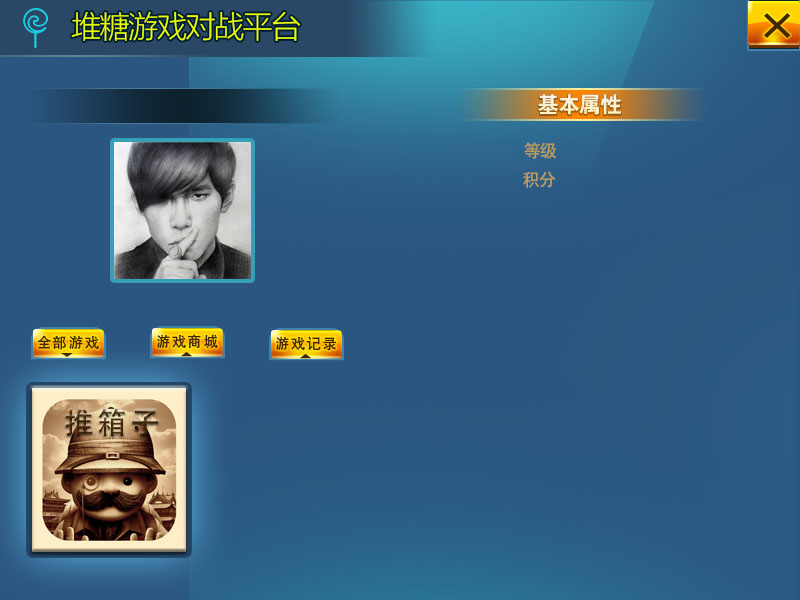 堆糖游戏对战平台
基本属性
等级
积分
全部游戏
游戏商城
游戏记录
推箱子